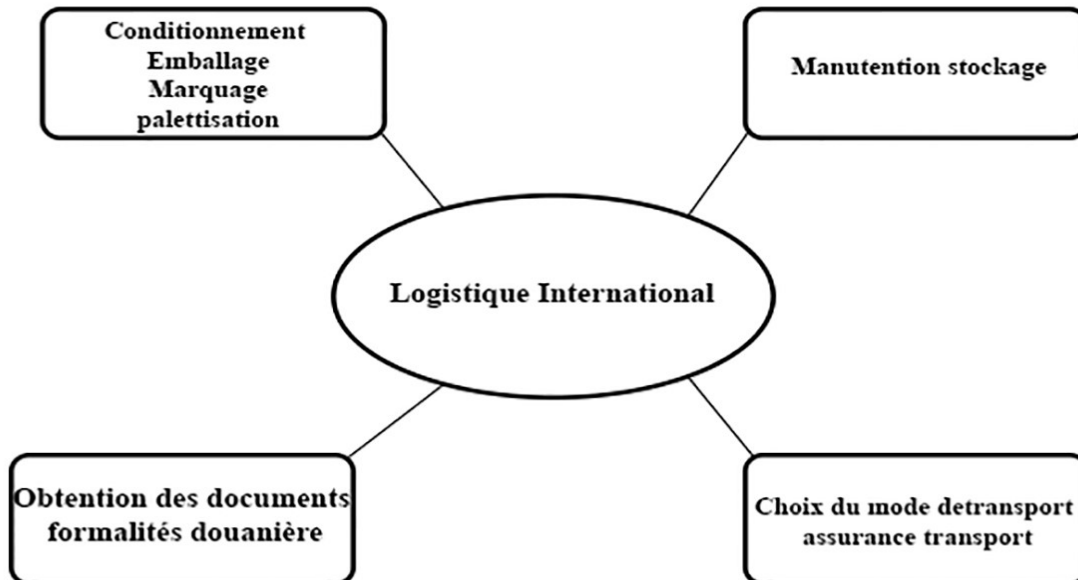 Conditionnement
Emballage
Marquage
palettisation
Manutention stockage
Logistique International
Obtention des documents
formalités douanière
Choix du mode detransport
assurance transport